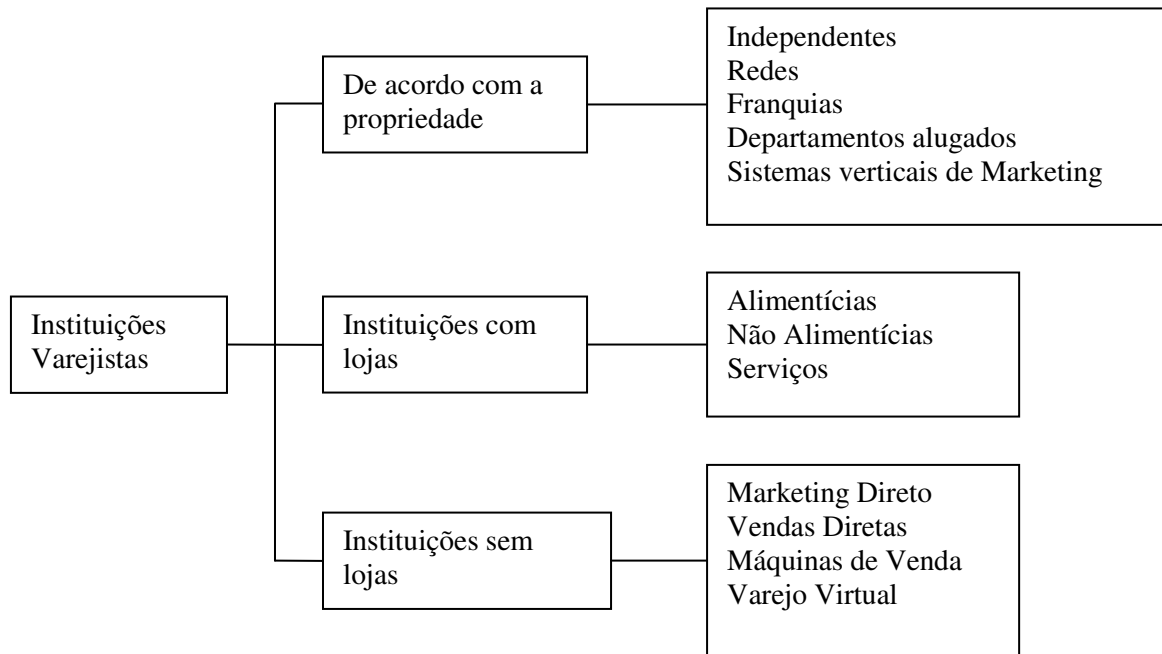 Instituições
Varejistas
De acordo com a
propriedade
Independentes
Redes
Franquias
Departamentos alugados
Sistemas verticais de Marketing
Instituições com
lojas
Alimentícias
Não Alimentícias
Serviços
Instituições sem
lojas
Marketing Direto
Vendas Diretas
Máquinas de Venda
Varejo Virtual